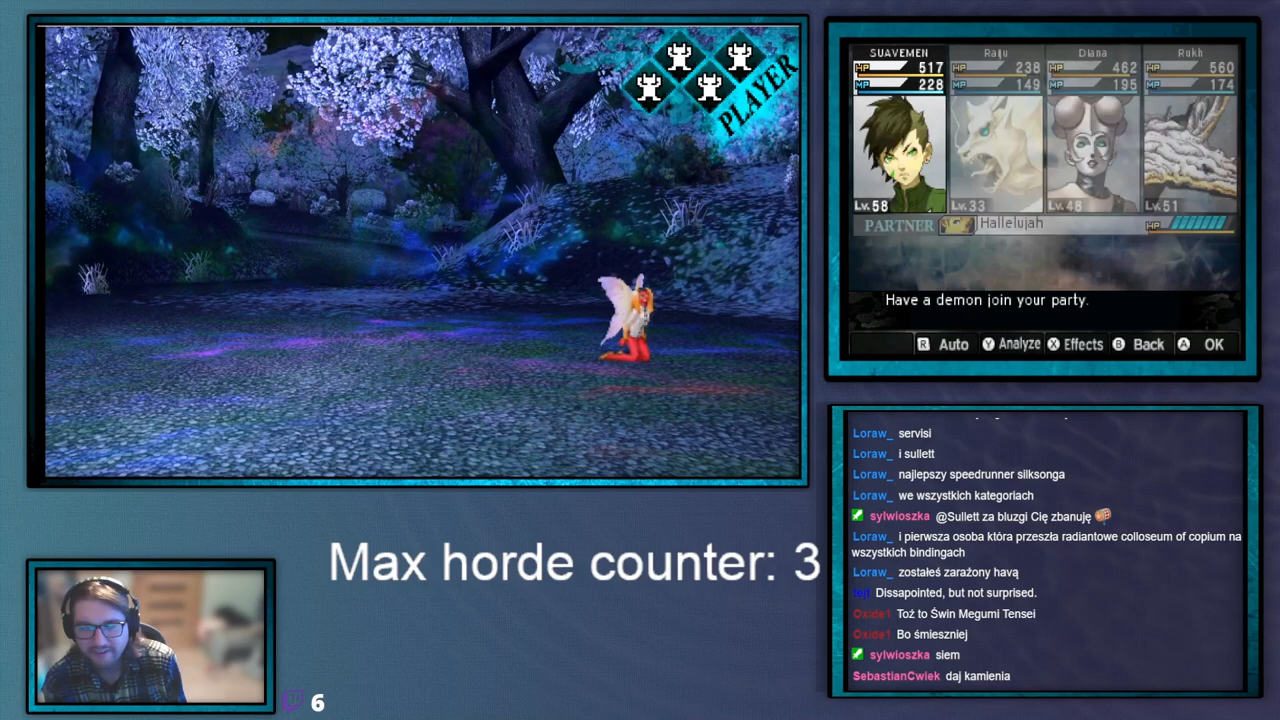 PLAYER
SUAVEMEN
HP 517
MP 228
Lv.58
Raiju
HP 238
MP 149
Lv.33
Diana
HP 462
MP 195
Lv.48
Rukh
HP 560
MP 174
Lv.51
PARTNER Hallelujah HP
Have a demon join your party.
R Auto Y Analyze X Effects B Back A OK
Loraw_ servisi
Loraw_ i sullett
Loraw_ najlepszy speedrunner silksonga
Loraw_ we wszystkich kategoriach
sylwioszka @Sullett za bluzgi Cię zbanuję
Loraw_ i pierwsza osoba która przeszła radiantowe colloseum of copium na
wszystkich bindingach
Loraw_ zostałeś zarażony havą
Dissapointed, but not surprised.
Oxide1 Toż to Świn Megumi Tensei
Oxide1 Bo śmieszniej
sylwioszka siem
SebastianCwiek daj kamienia
Max horde counter: 3
6